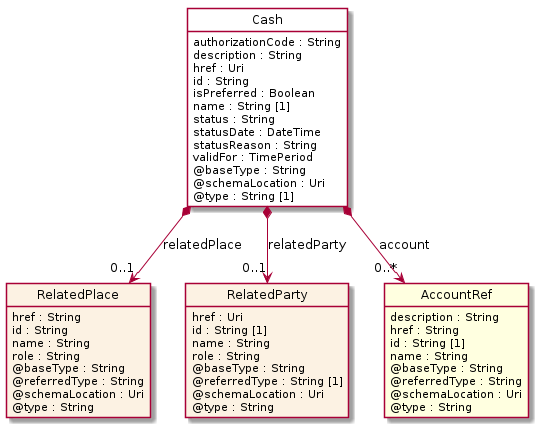 Cash
authorizationCode : String
description : String
href : Uri
id : String
isPreferred : Boolean
name : String [1]
status : String
statusDate : DateTime
statusReason : String
validFor : TimePeriod
@baseType : String
@schemaLocation : Uri
@type : String [1]
relatedPlace
relatedParty
account
0..1
0..1
0..*
RelatedPlace
href : String
id : String
name : String
role : String
@baseType : String
@referredType : String
@schemaLocation : Uri
@type : String
RelatedParty
href : Uri
id : String [1]
name : String
role : String
@baseType : String
@referredType : String [1]
@schemaLocation : Uri
@type : String
AccountRef
description : String
href : String
id : String [1]
name : String
@baseType : String
@referredType : String
@schemaLocation : Uri
@type : String